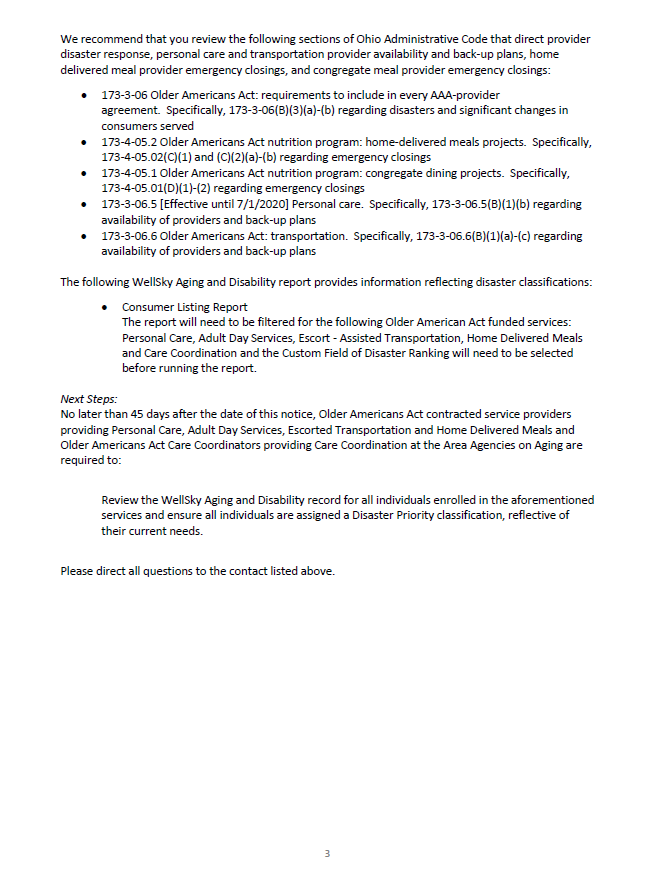 We recommend that you review the following sections of Ohio Administrative Code that direct provider
disaster response, personal care and transportation provider availability and back-up plans, home
delivered meal provider emergency closings, and congregate meal provider emergency closings:
• 173-3-06 Older Americans Act: requirements to include in every AAA-provider
agreement.  Specifically, 173-3-06(B)(3)(a)-(b) regarding disasters and significant changes in
consumers served
• 173-4-05.2 Older Americans Act nutrition program: home-delivered meals projects.  Specifically,
173-4-05.02(C)(1) and (C)(2)(a)-(b) regarding emergency closings
• 173-4-05.1 Older Americans Act nutrition program: congregate dining projects.  Specifically,
173-4-05.01(D)(1)-(2) regarding emergency closings
• 173-3-06.5 [Effective until 7/1/2020] Personal care.  Specifically, 173-3-06.5(B)(1)(b) regarding
availability of providers and back-up plans
• 173-3-06.6 Older Americans Act: transportation.  Specifically, 173-3-06.6(B)(1)(a)-(c) regarding
availability of providers and back-up plans
The following WellSky Aging and Disability report provides information reflecting disaster classifications:
• Consumer Listing Report
The report will need to be filtered for the following Older American Act funded services:
Personal Care, Adult Day Services, Escort - Assisted Transportation, Home Delivered Meals
and Care Coordination and the Custom Field of Disaster Ranking will need to be selected
before running the report.
Next Steps:
No later than 45 days after the date of this notice, Older Americans Act contracted service providers
providing Personal Care, Adult Day Services, Escorted Transportation and Home Delivered Meals and
Older Americans Act Care Coordinators providing Care Coordination at the Area Agencies on Aging are
required to:
Review the WellSky Aging and Disability record for all individuals enrolled in the aforementioned
services and ensure all individuals are assigned a Disaster Priority classification, reflective of
their current needs.
Please direct all questions to the contact listed above.
3